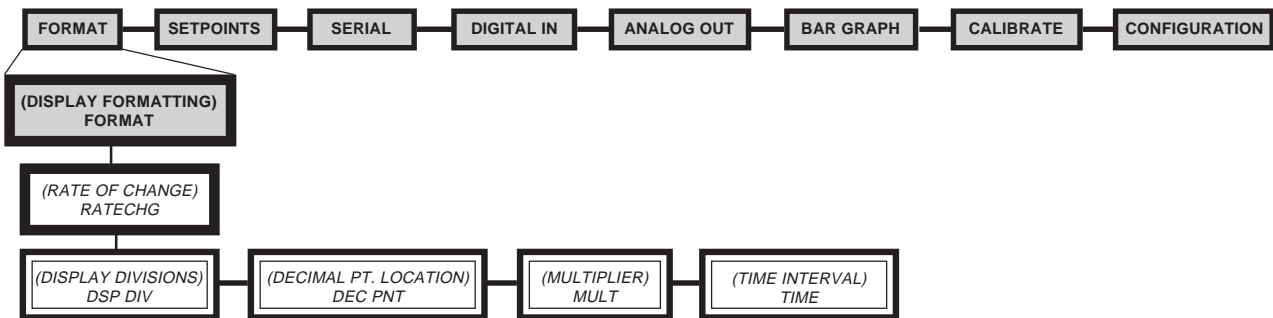 FORMAT SETPOINTS SERIAL DIGITAL IN ANALOG OUT BAR GRAPH CALIBRATE CONFIGURATION
(DISPLAY FORMATTING)
FORMAT
(RATE OF CHANGE)
RATECHG
(DISPLAY DIVISIONS)
DSP DIV
(DECIMAL PT. LOCATION)
DEC PNT
(MULTIPLIER)
MULT
(TIME INTERVAL)
TIME